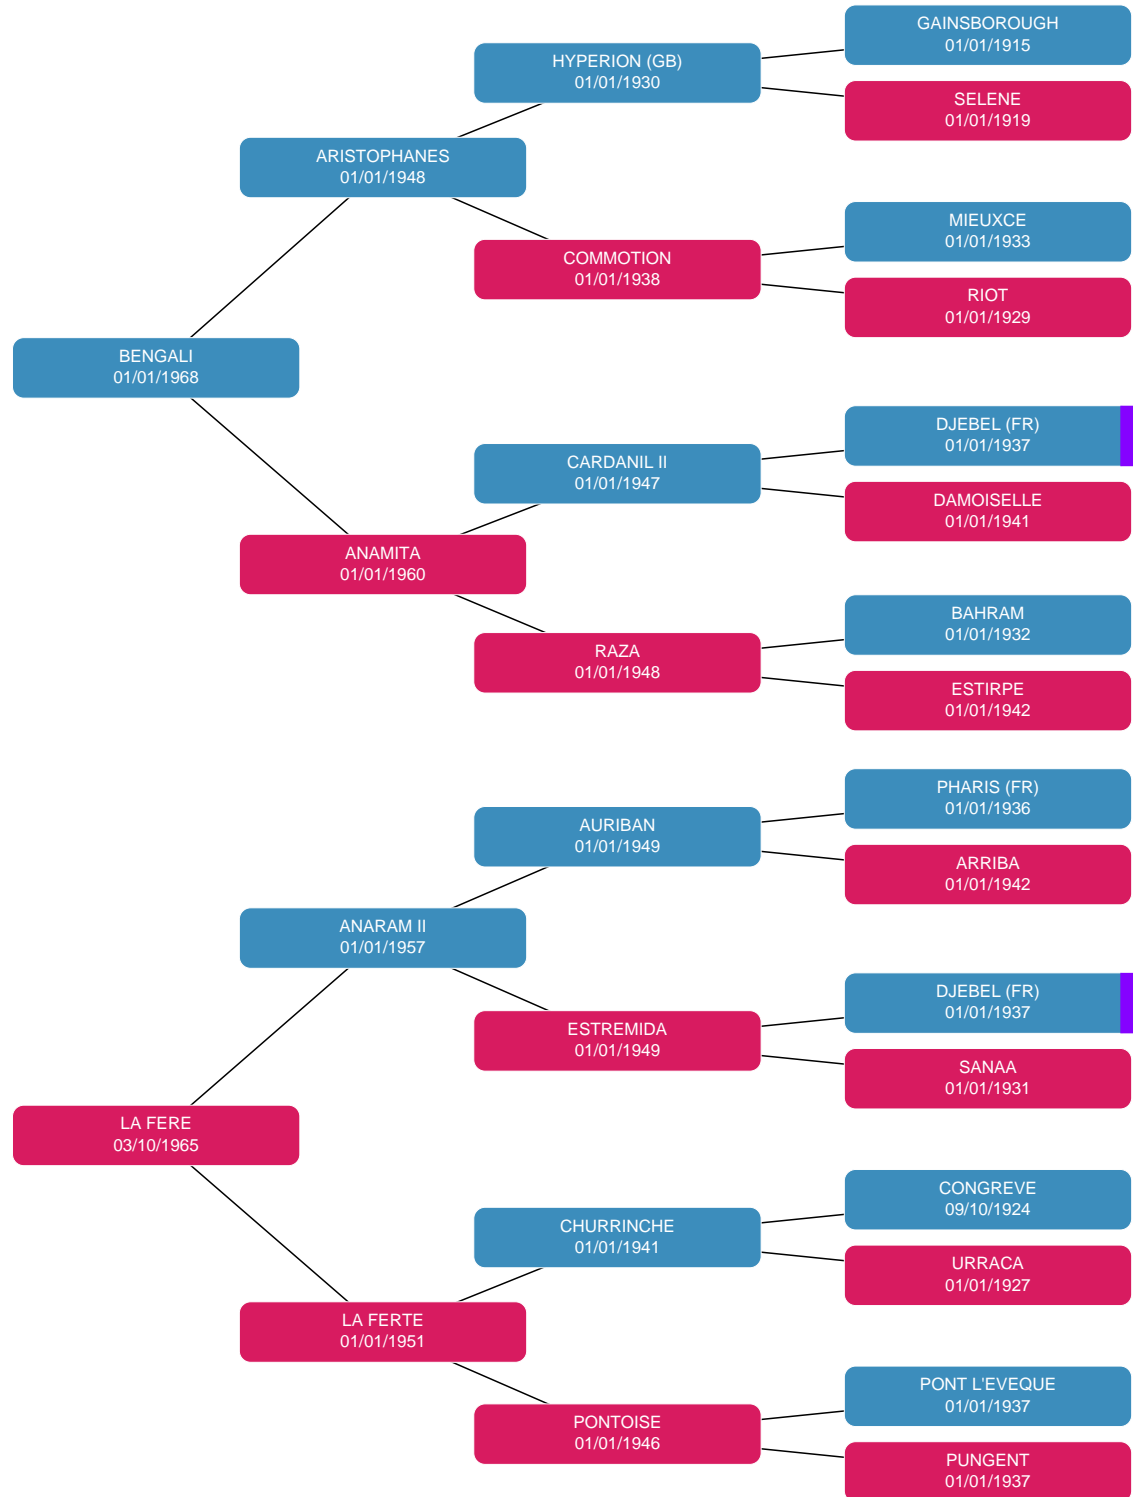 GAINSBOROUGH
01/01/1915
HYPERION (GB)
01/01/1930
SELENE
01/01/1919
ARISTOPHANES
01/01/1948
MIEUXCE
01/01/1933
COMMOTION
01/01/1938
RIOT
01/01/1929
BENGALI
01/01/1968
DJEBEL (FR)
01/01/1937
CARDANIL II
01/01/1947
DAMOISELLE
01/01/1941
ANAMITA
01/01/1960
BAHRAM
01/01/1932
RAZA
01/01/1948
ESTIRPE
01/01/1942
PHARIS (FR)
01/01/1936
AURIBAN
01/01/1949
ARRIBA
01/01/1942
ANARAM II
01/01/1957
DJEBEL (FR)
01/01/1937
ESTREMIDA
01/01/1949
SANAA
01/01/1931
LA FERE
03/10/1965
CONGREVE
09/10/1924
CHURRINCHE
01/01/1941
URRACA
01/01/1927
LA FERTE
01/01/1951
PONT L'EVEQUE
01/01/1937
PONTOISE
01/01/1946
PUNGENT
01/01/1937